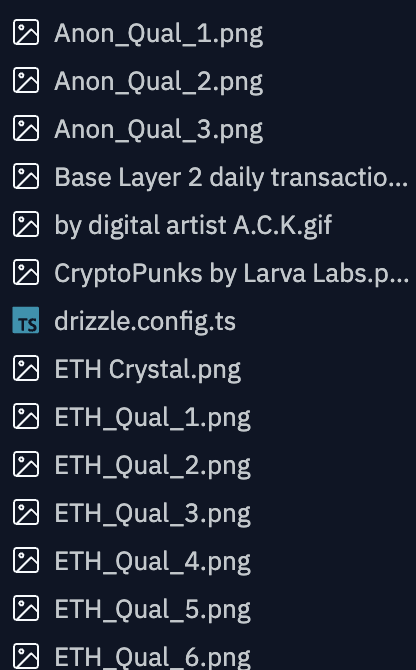 Anon_Qual_1.png
Anon_Qual_2.png
Anon_Qual_3.png
Base Layer 2 daily transactio...
by digital artist A.C.K.gif
CryptoPunks by Larva Labs.p...
TS drizzle.config.ts
ETH Crystal.png
ETH_Qual_1.png
ETH_Qual_2.png
ETH_Qual_3.png
ETH_Qual_4.png
ETH_Qual_5.png
ETH_Qual_6.png